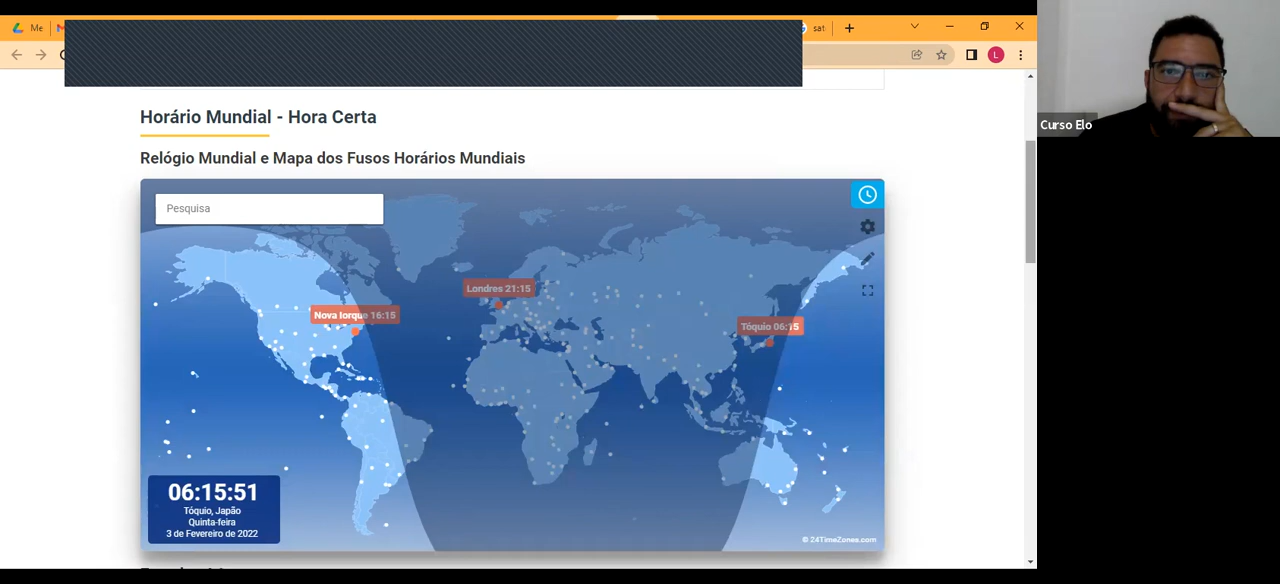 Me
sat
L
Curso Elo
Horário Mundial - Hora Certa
Relógio Mundial e Mapa dos Fusos Horários Mundiais
Pesquisa
Londres 21:15
Nova Iorque 16:15
Tóquio 06:15
06:15:51
Tóquio, Japão
Quinta-feira
3 de Fevereiro de 2022
© 24TimeZones.com